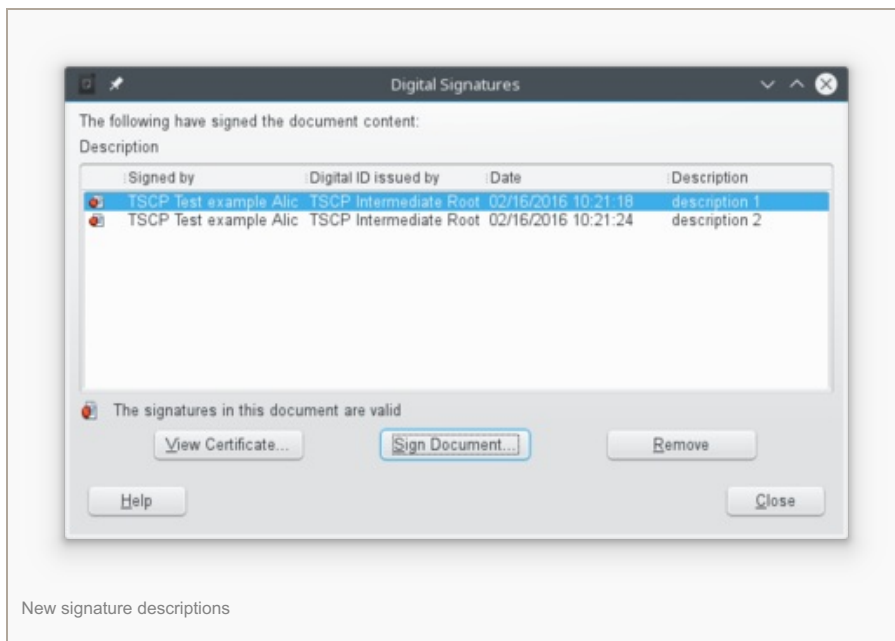 Digital Signatures
The following have signed the document content:
Description
Signed by Digital ID issued by Date Description
TSCP Test example Alic TSCP Intermediate Root 02/16/2016 10:21:18 description 1
TSCP Test example Alic TSCP Intermediate Root 02/16/2016 10:21:24 description 2
The signatures in this document are valid
View Certificate... Sign Document... Remove
Help Close
New signature descriptions